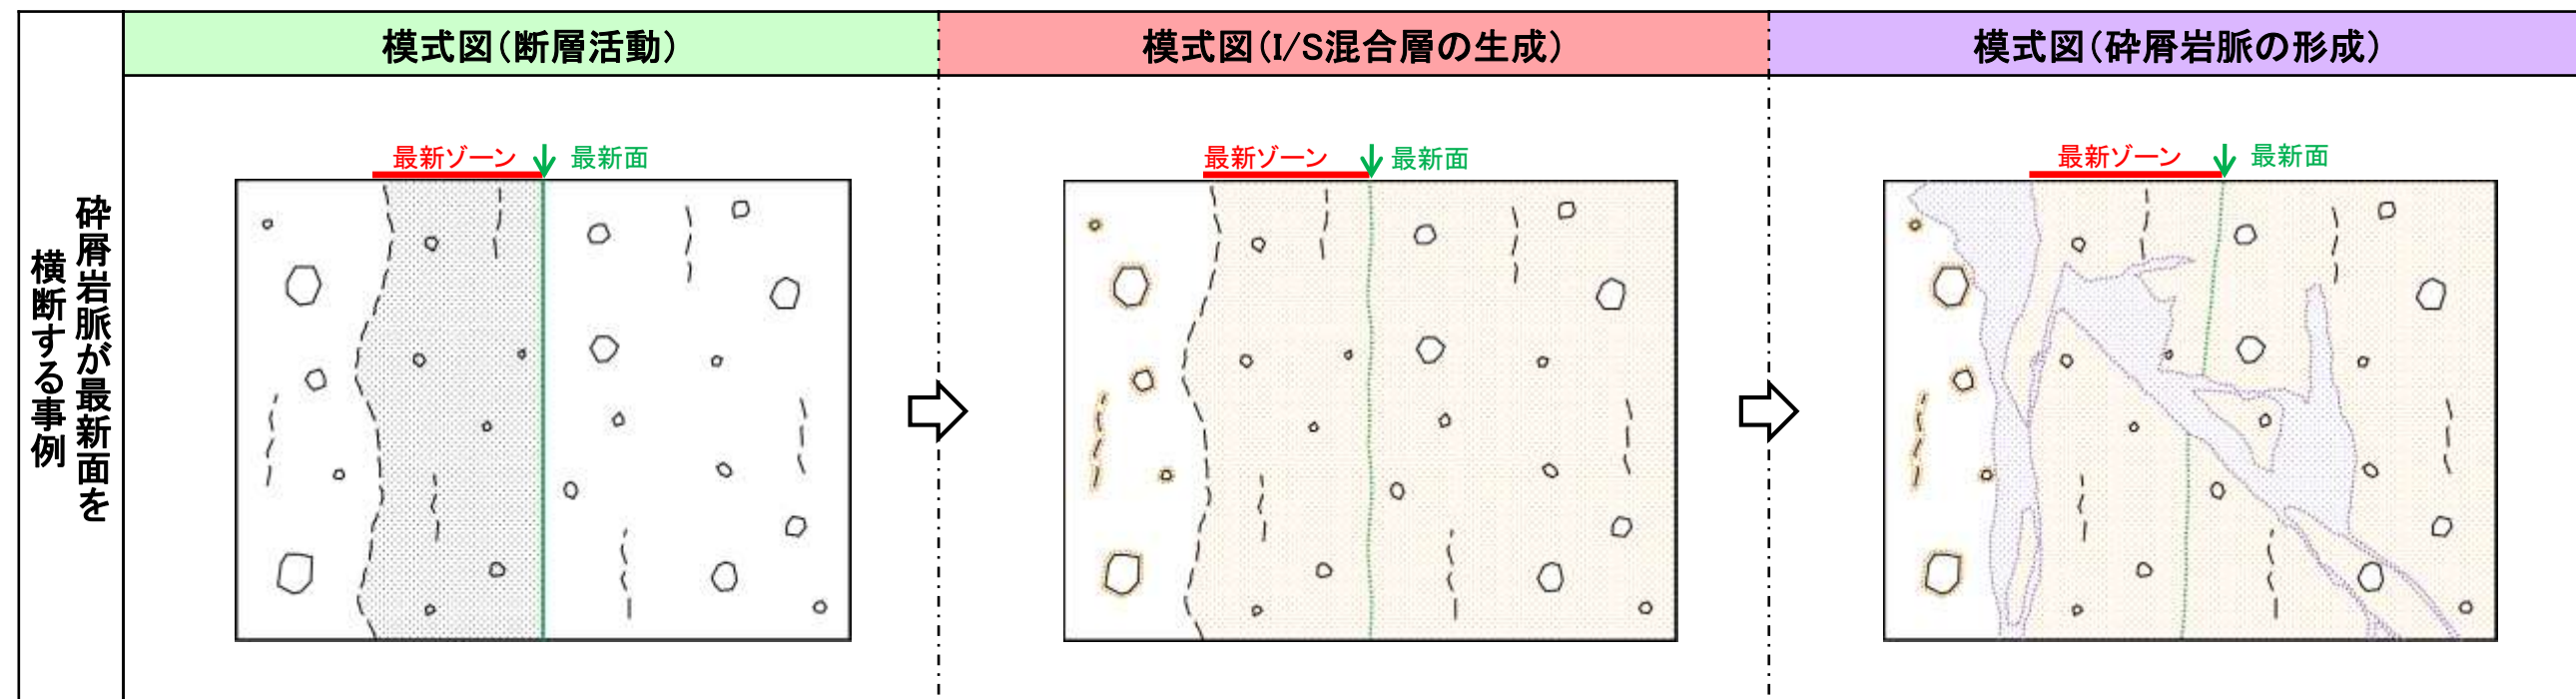 模式図(断層活動)
模式図(I/S混合層の生成)
模式図(砕屑岩脈の形成)
砕屑岩脈が最新面を
横断する事例
最新ゾーン
最新面
最新ゾーン
最新面
最新ゾーン
最新面